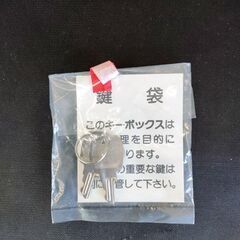 鍵 袋
このキーボックスは
理を目的に
ります。
の重要な鍵は
管して下さい。